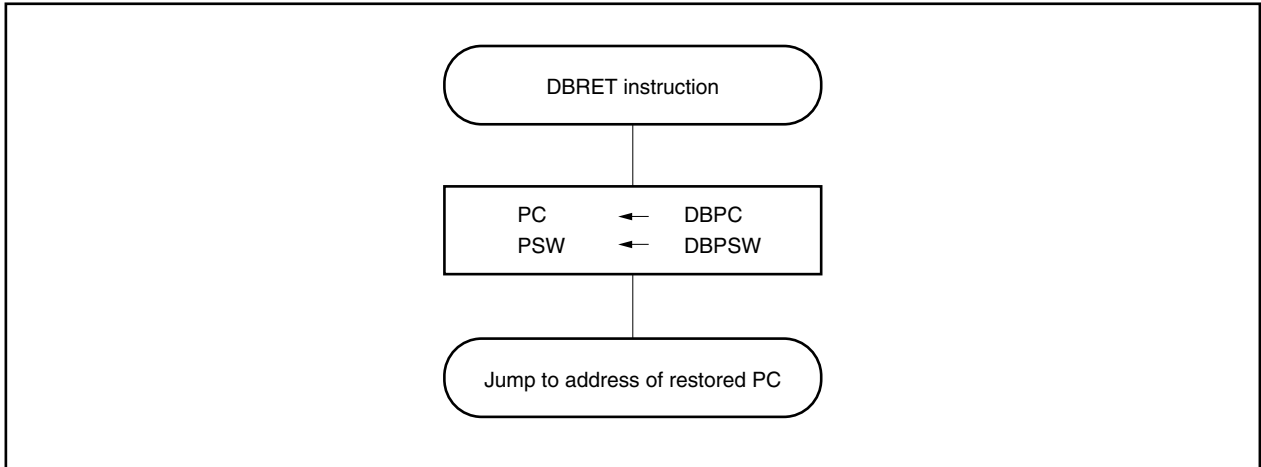 DBRET instruction
PC ← DBPC
PSW ← DBPSW
Jump to address of restored PC